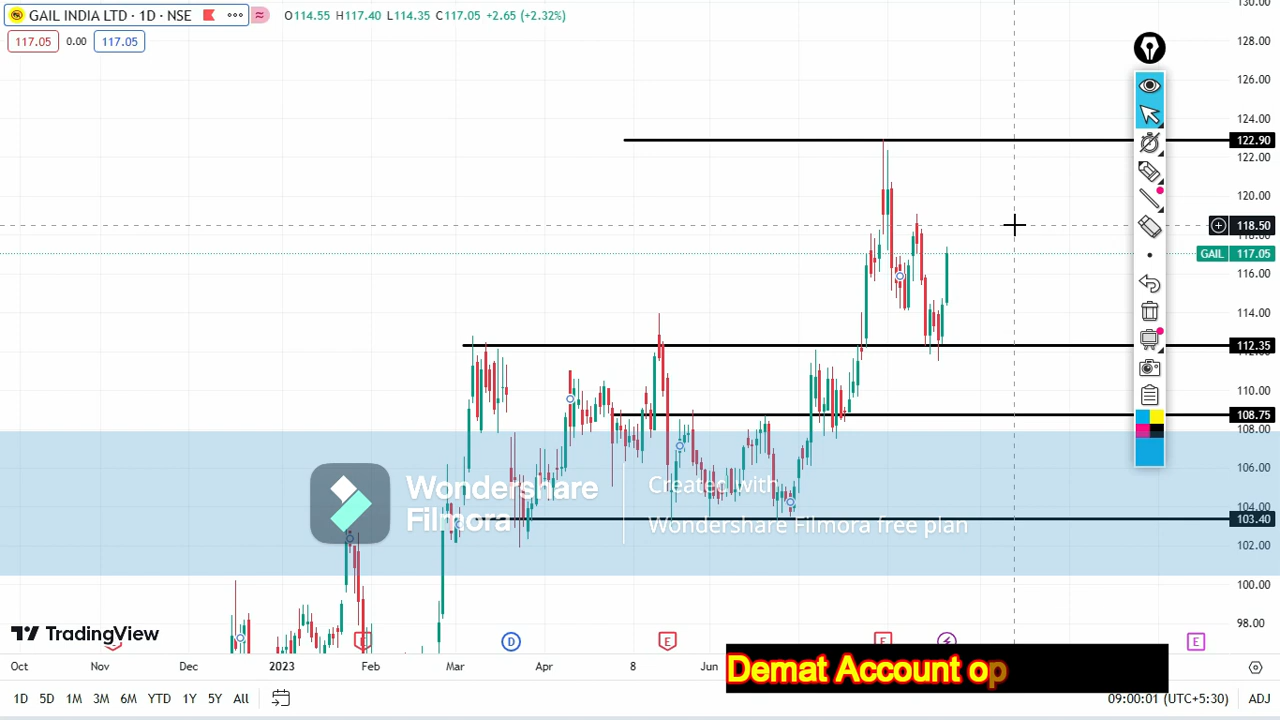 GAIL INDIA LTD · 1D · NSE
O114.55 H117.40 L114.35 C117.05 +2.65 (+2.32%)
117.05 0.00 117.05
130.00
128.00
126.00
124.00
122.90
122.00
120.00
118.50
118.00
GAIL 117.05
116.00
114.00
112.35
112.00
110.00
108.75
108.00
106.00
104.00
103.40
102.00
100.00
98.00
Wondershare
Filmora
Created with
Wondershare Filmora free plan
TradingView
E D E E E
Oct Nov Dec 2023 Feb Mar Apr 8 Jun
Demat Account op
1D 5D 1M 3M 6M YTD 1Y 5Y All
09:00:01 (UTC+5:30) ADJ